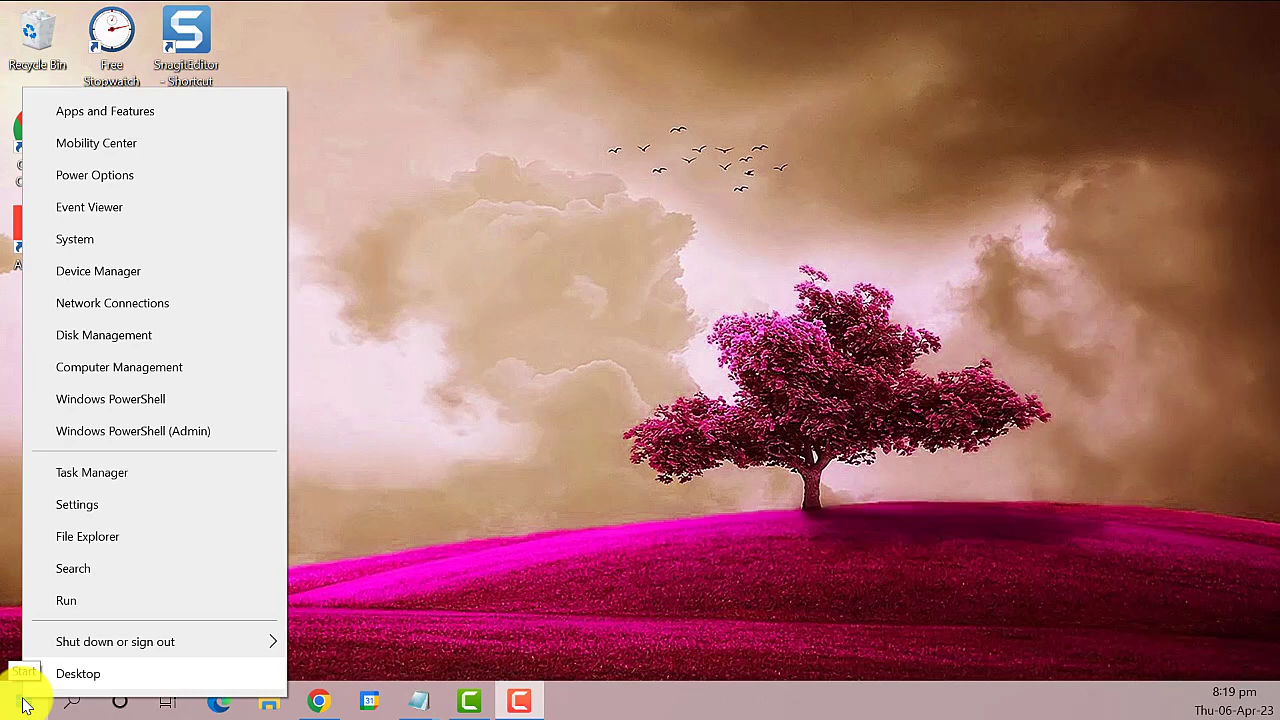 Recycle Bin
Free
Stopwatch
SnagitEditor
- Shortcut
Apps and Features
Mobility Center
Power Options
Event Viewer
System
Device Manager
Network Connections
Disk Management
Computer Management
Windows PowerShell
Windows PowerShell (Admin)
Task Manager
Settings
File Explorer
Search
Run
Shut down or sign out
Desktop
Start
31
8:19 pm
Thu-06-Apr-23